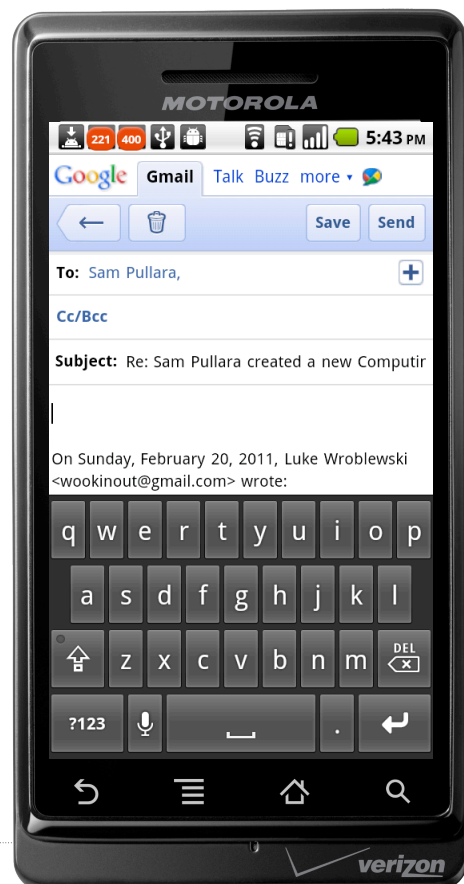 MOTOROLA
221 400 5:43 PM
Google Gmail Talk Buzz more ▾
← Save Send
To: Sam Pullara, +
Cc/Bcc
Subject: Re: Sam Pullara created a new Computir
On Sunday, February 20, 2011, Luke Wroblewski
<wookinout@gmail.com> wrote:
q w e r t y u i o p
a s d f g h j k l
z x c v b n m DEL
?123 .
verizon